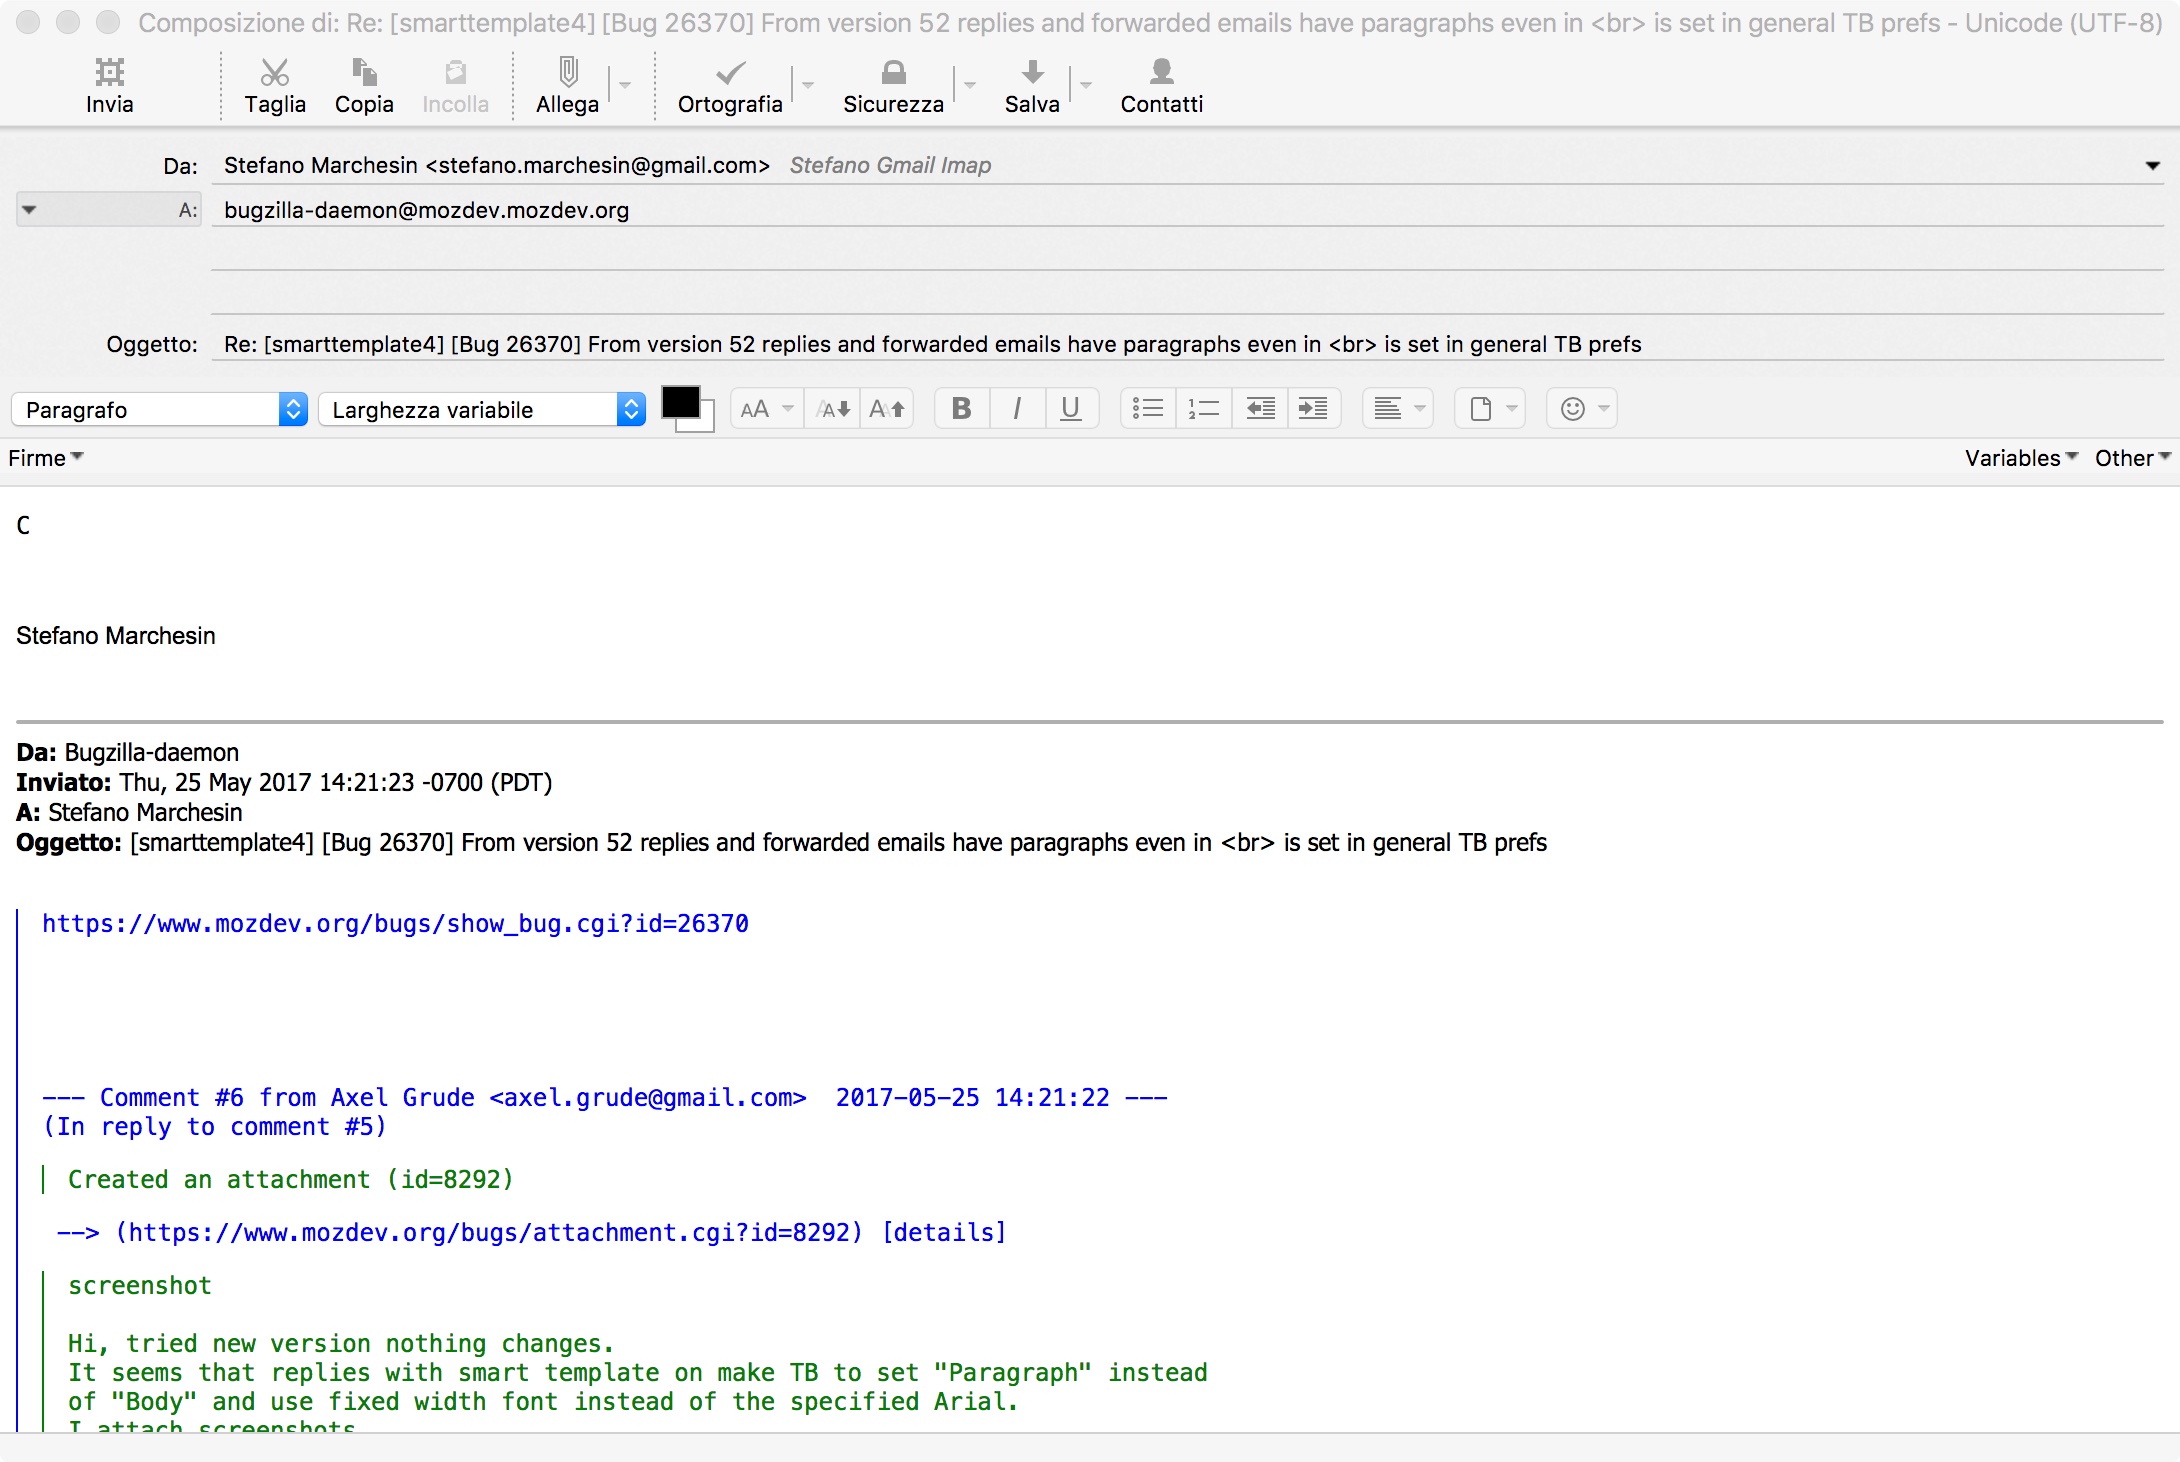 Composizione di: Re: [smarttemplate4] [Bug 26370] From version 52 replies and forwarded emails have paragraphs even in <br> is set in general TB prefs - Unicode (UTF-8)
Invia Taglia Copia Incolla Allega Ortografia Sicurezza Salva Contatti
Da: Stefano Marchesin <stefano.marchesin@gmail.com> Stefano Gmail Imap
A: bugzilla-daemon@mozdev.mozdev.org
Oggetto: Re: [smarttemplate4] [Bug 26370] From version 52 replies and forwarded emails have paragraphs even in <br> is set in general TB prefs
Paragrafo Larghezza variabile
Firme Variables Other
C
Stefano Marchesin
Da: Bugzilla-daemon
Inviato: Thu, 25 May 2017 14:21:23 -0700 (PDT)
A: Stefano Marchesin
Oggetto: [smarttemplate4] [Bug 26370] From version 52 replies and forwarded emails have paragraphs even in <br> is set in general TB prefs
https://www.mozdev.org/bugs/show_bug.cgi?id=26370
--- Comment #6 from Axel Grude <axel.grude@gmail.com>  2017-05-25 14:21:22 ---
(In reply to comment #5)
Created an attachment (id=8292)
--> (https://www.mozdev.org/bugs/attachment.cgi?id=8292) [details]
screenshot
Hi, tried new version nothing changes.
It seems that replies with smart template on make TB to set "Paragraph" instead
of "Body" and use fixed width font instead of the specified Arial.
I attach screenshots